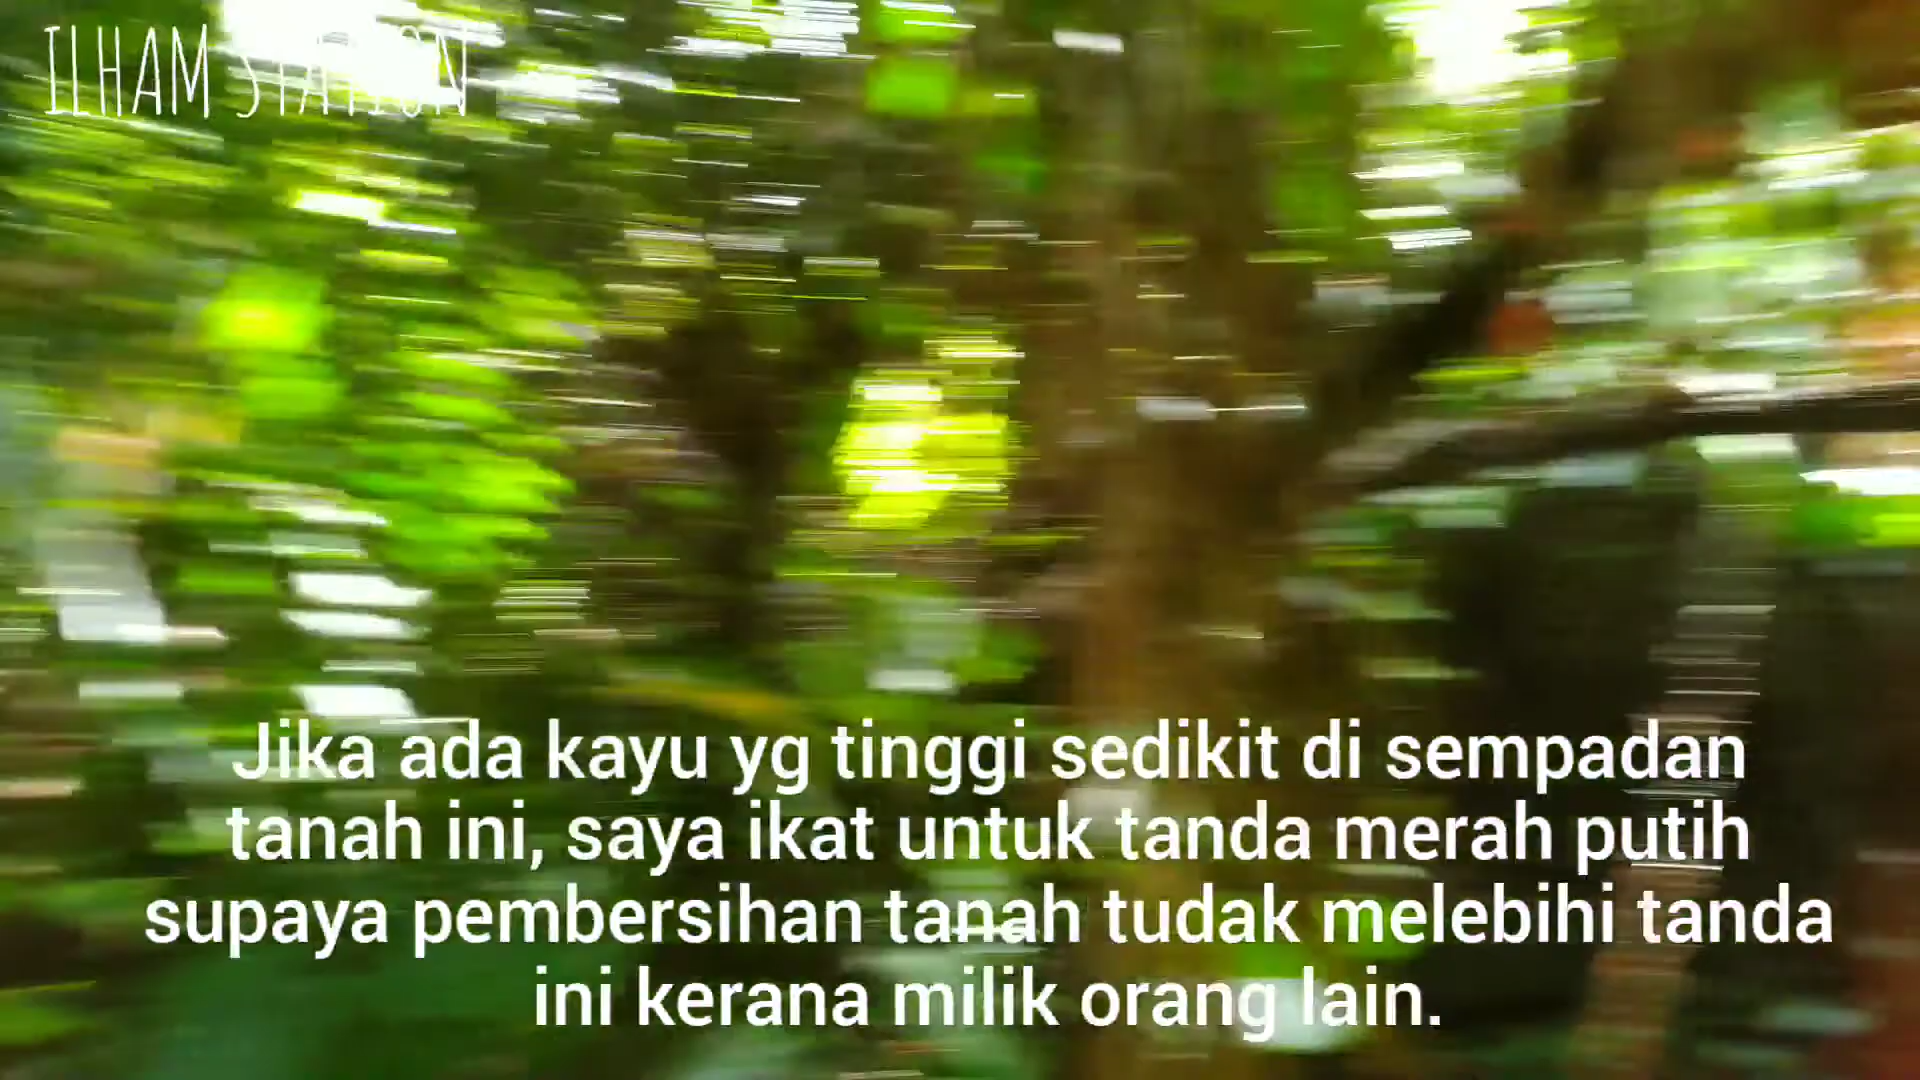 ILHAM STATION
Jika ada kayu yg tinggi sedikit di sempadan
tanah ini, saya ikat untuk tanda merah putih
supaya pembersihan tanah tudak melebihi tanda
ini kerana milik orang lain.